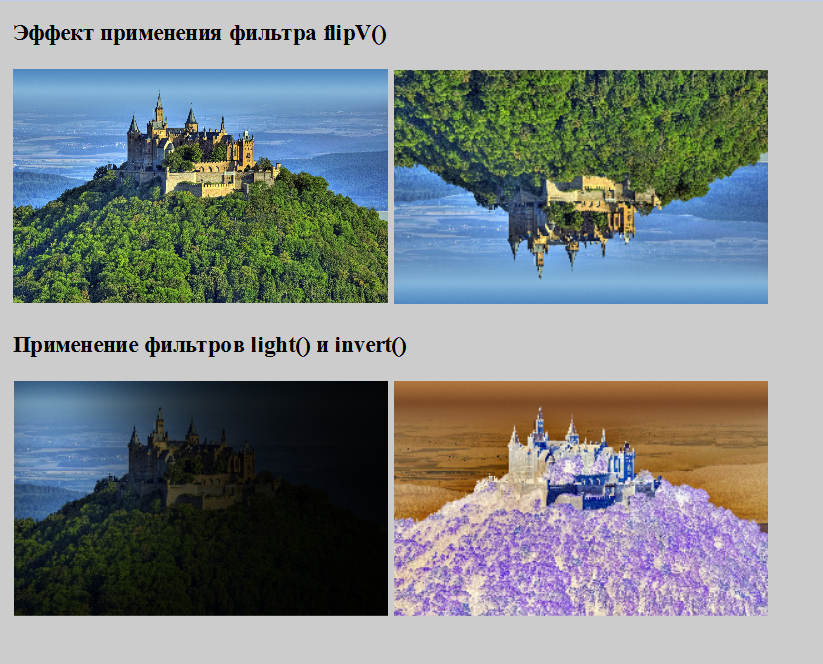 Эффект применения фильтра flipV()
Применение фильтров light() и invert()